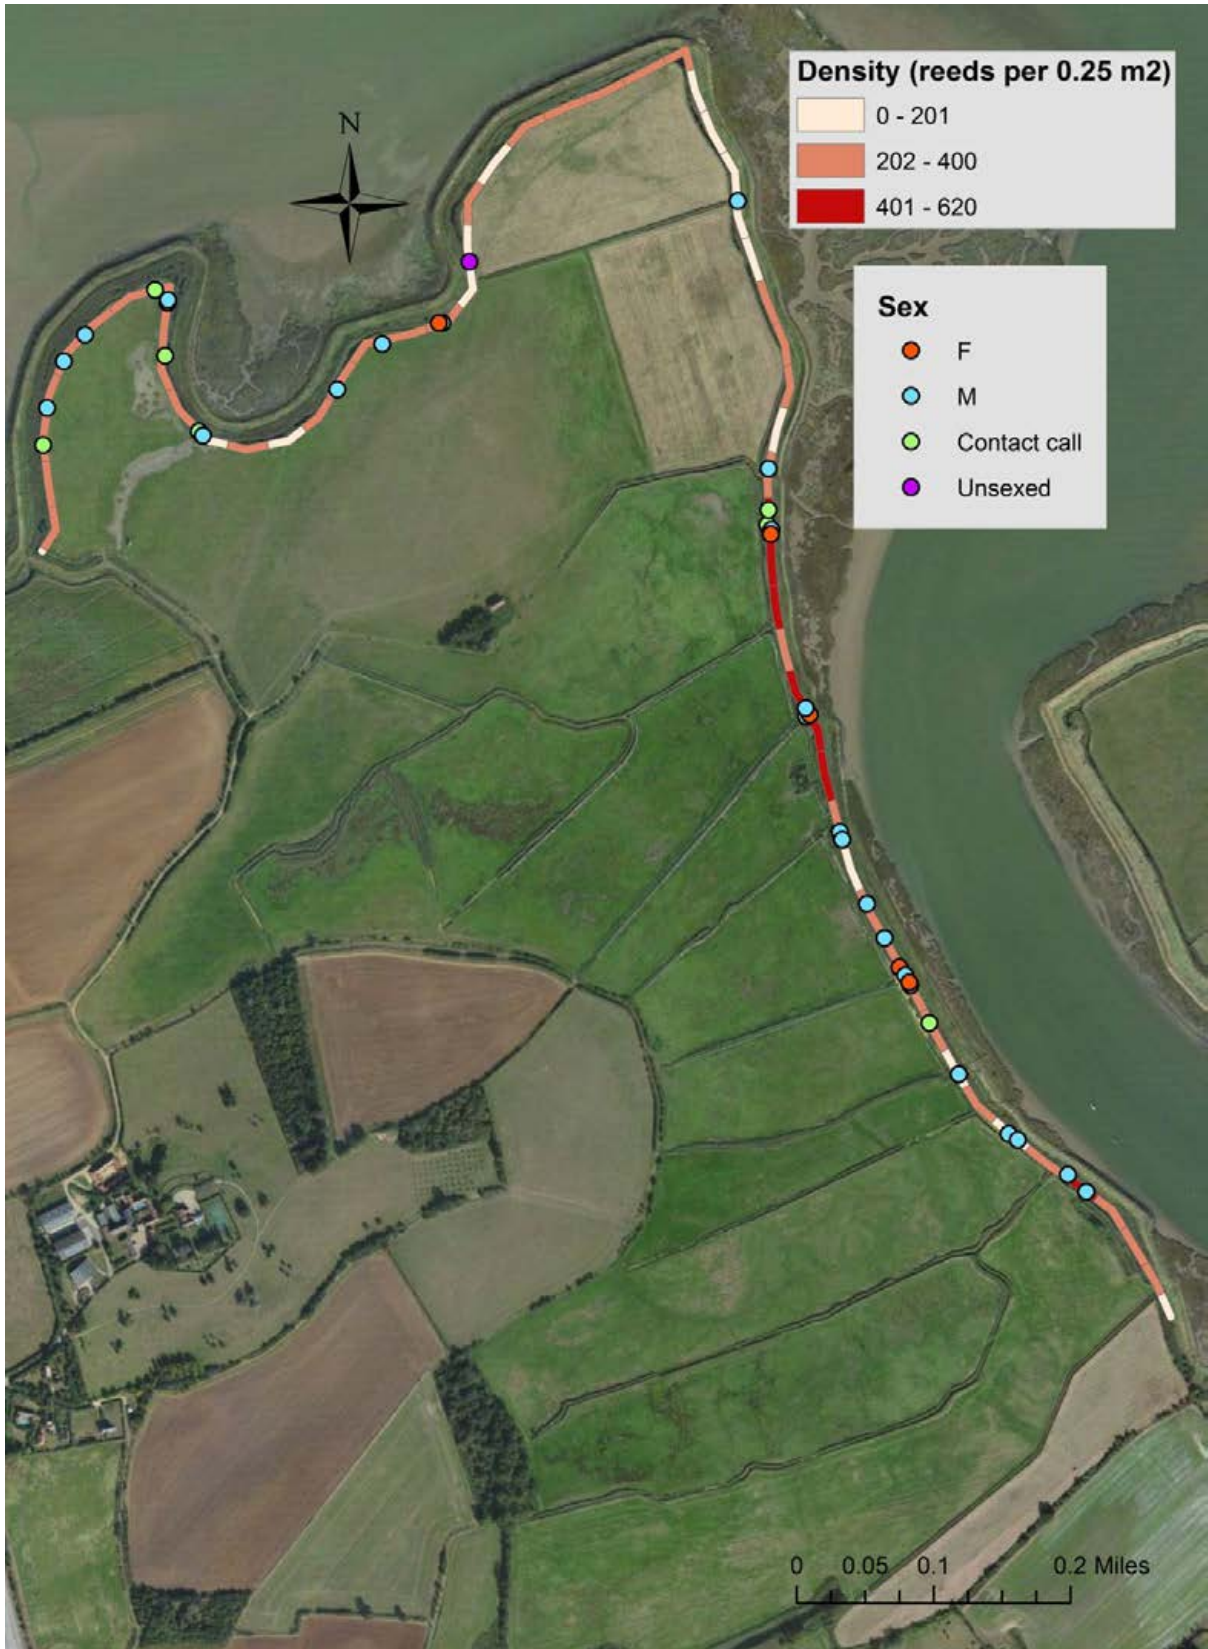 N
Density (reeds per 0.25 m2)
0 - 201
202 - 400
401 - 620
Sex
F
M
Contact call
Unsexed
0 0.05 0.1 0.2 Miles